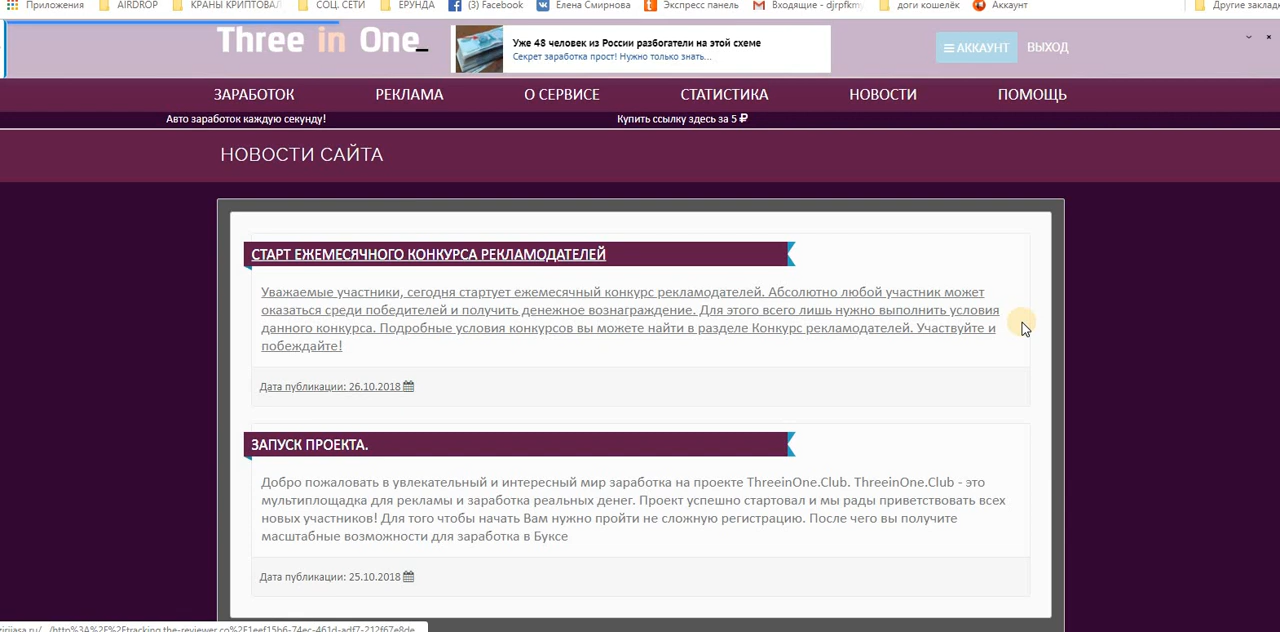 Приложения AIRDROP КРАНЫ КРИПТОВАЛ СОЦ. СЕТИ ЕРУНДА (3) Facebook Елена Смирнова Экспресс панель Входящие - djrpfkm доги кошелёк Аккаунт Другие заклад
Three in One_
Уже 48 человек из России разбогатели на этой схеме
Секрет заработка прост! Нужно только знать...
АККАУНТ ВЫХОД
ЗАРАБОТОК РЕКЛАМА О СЕРВИСЕ СТАТИСТИКА НОВОСТИ ПОМОЩЬ
Авто заработок каждую секунду! Купить ссылку здесь за 5 ₽
НОВОСТИ САЙТА
СТАРТ ЕЖЕМЕСЯЧНОГО КОНКУРСА РЕКЛАМОДАТЕЛЕЙ
Уважаемые участники, сегодня стартует ежемесячный конкурс рекламодателей. Абсолютно любой участник может
оказаться среди победителей и получить денежное вознаграждение. Для этого всего лишь нужно выполнить условия
данного конкурса. Подробные условия конкурсов вы можете найти в разделе Конкурс рекламодателей. Участвуйте и
побеждайте!
Дата публикации: 26.10.2018
ЗАПУСК ПРОЕКТА.
Добро пожаловать в увлекательный и интересный мир заработка на проекте ThreeinOne.Club. ThreeinOne.Club - это
мультиплощадка для рекламы и заработка реальных денег. Проект успешно стартовал и мы рады приветствовать всех
новых участников! Для того чтобы начать Вам нужно пройти не сложную регистрацию. После чего вы получите
масштабные возможности для заработка в Буксе
Дата публикации: 25.10.2018